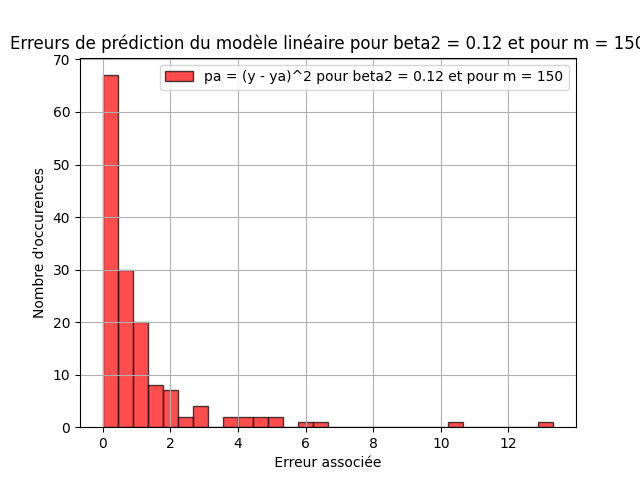 Erreurs de prédiction du modèle linéaire pour beta2 = 0.12 et pour m = 150
pa = (y - ya)^2 pour beta2 = 0.12 et pour m = 150
Nombre d'occurences
70
60
50
40
30
20
10
0
0 2 4 6 8 10 12
Erreur associée